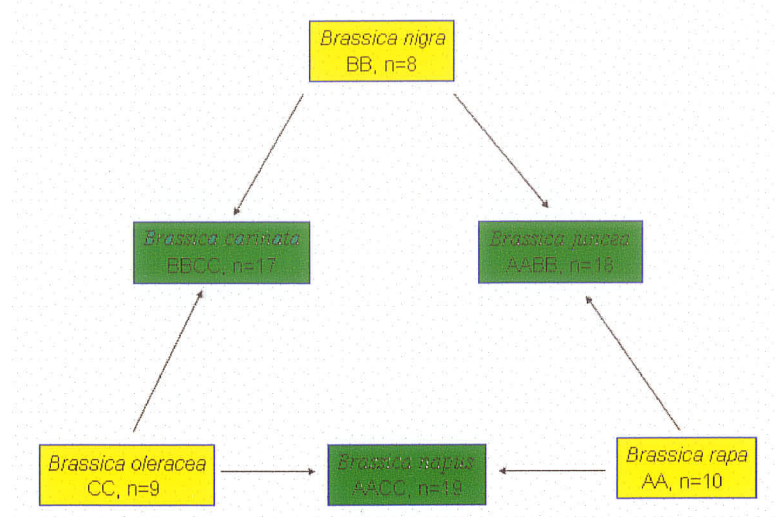 Brassica nigra
BB, n=8
Brassica carinata
BBCC, n=17
Brassica juncea
AABB, n=18
Brassica oleracea
CC, n=9
Brassica napus
AACC, n=19
Brassica rapa
AA, n=10